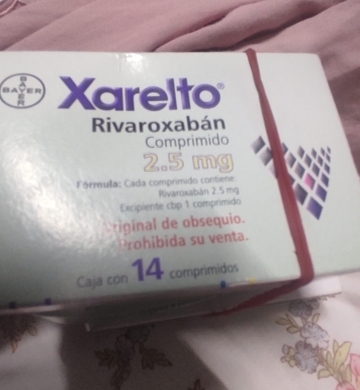 BAYER
BAYER
Xarelto®
Rivaroxabán
Comprimido
2.5 mg
Fórmula: Cada comprimido contiene:
Rivaroxabán 2.5 mg
Excipiente cbp 1 comprimido
Original de obsequio.
Prohibida su venta.
Caja con 14 comprimidos